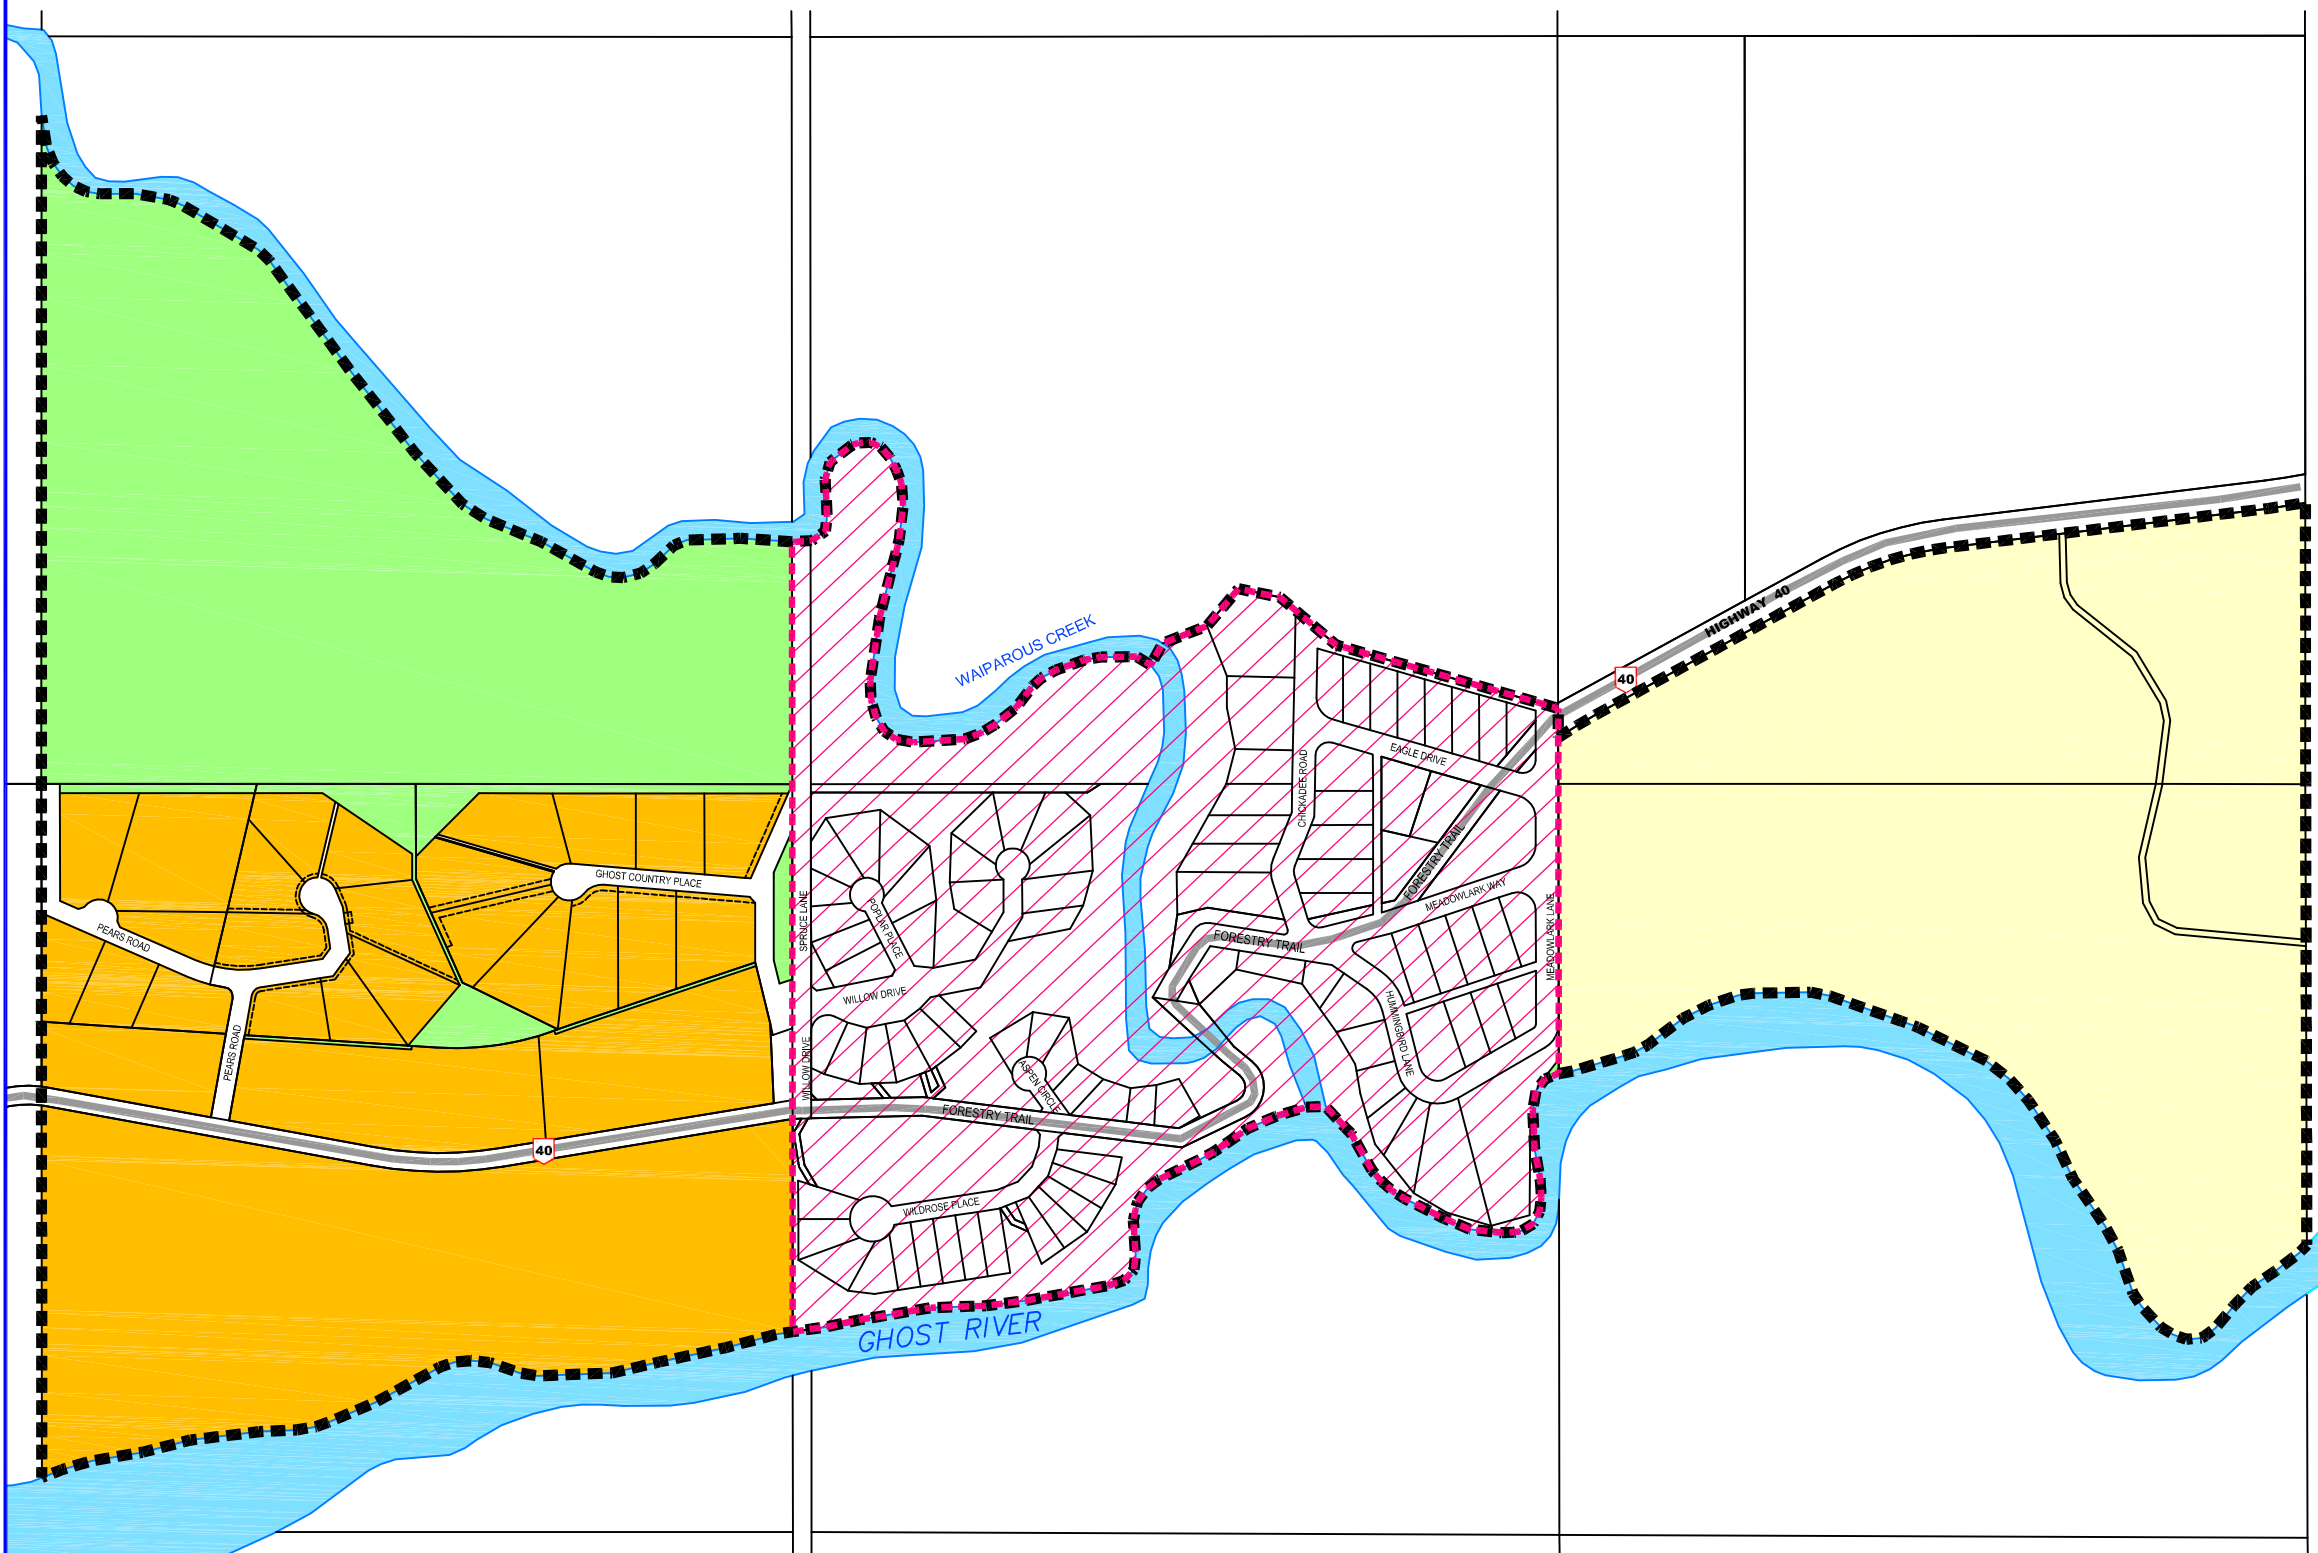 WAIPAROUS CREEK
HIGHWAY 40
40
EAGLE DRIVE
CHICKADEE ROAD
FORESTRY TRAIL
GHOST COUNTRY PLACE
MEADOWLARK WAY
SPRUCE LANE
POPLAR PLACE
MEADOWLARK LANE
PEARS ROAD
FORESTRY TRAIL
WILLOW DRIVE
HUMMINGBIRD LANE
PEARS ROAD
WILLOW DRIVE
ASPEN CIRCLE
FORESTRY TRAIL
40
WILDROSE PLACE
GHOST RIVER